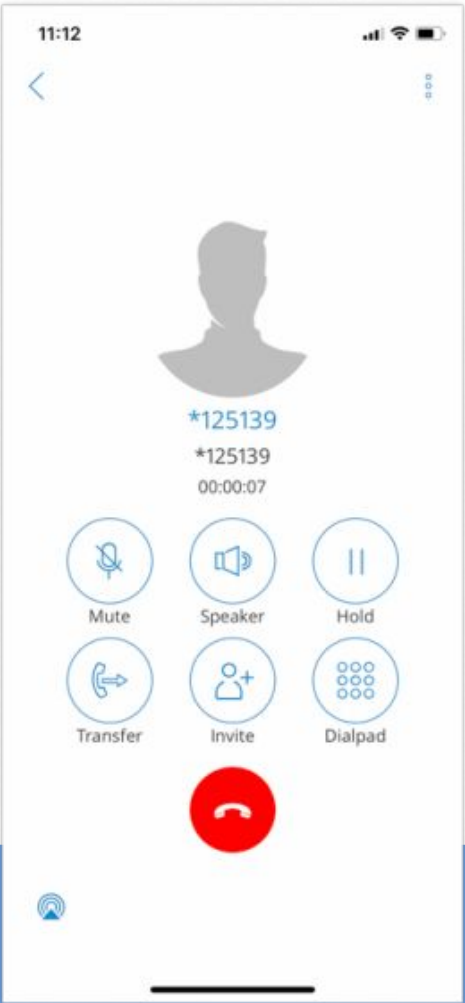 11:12
*125139
*125139
00:00:07
Mute Speaker Hold
Transfer Invite Dialpad